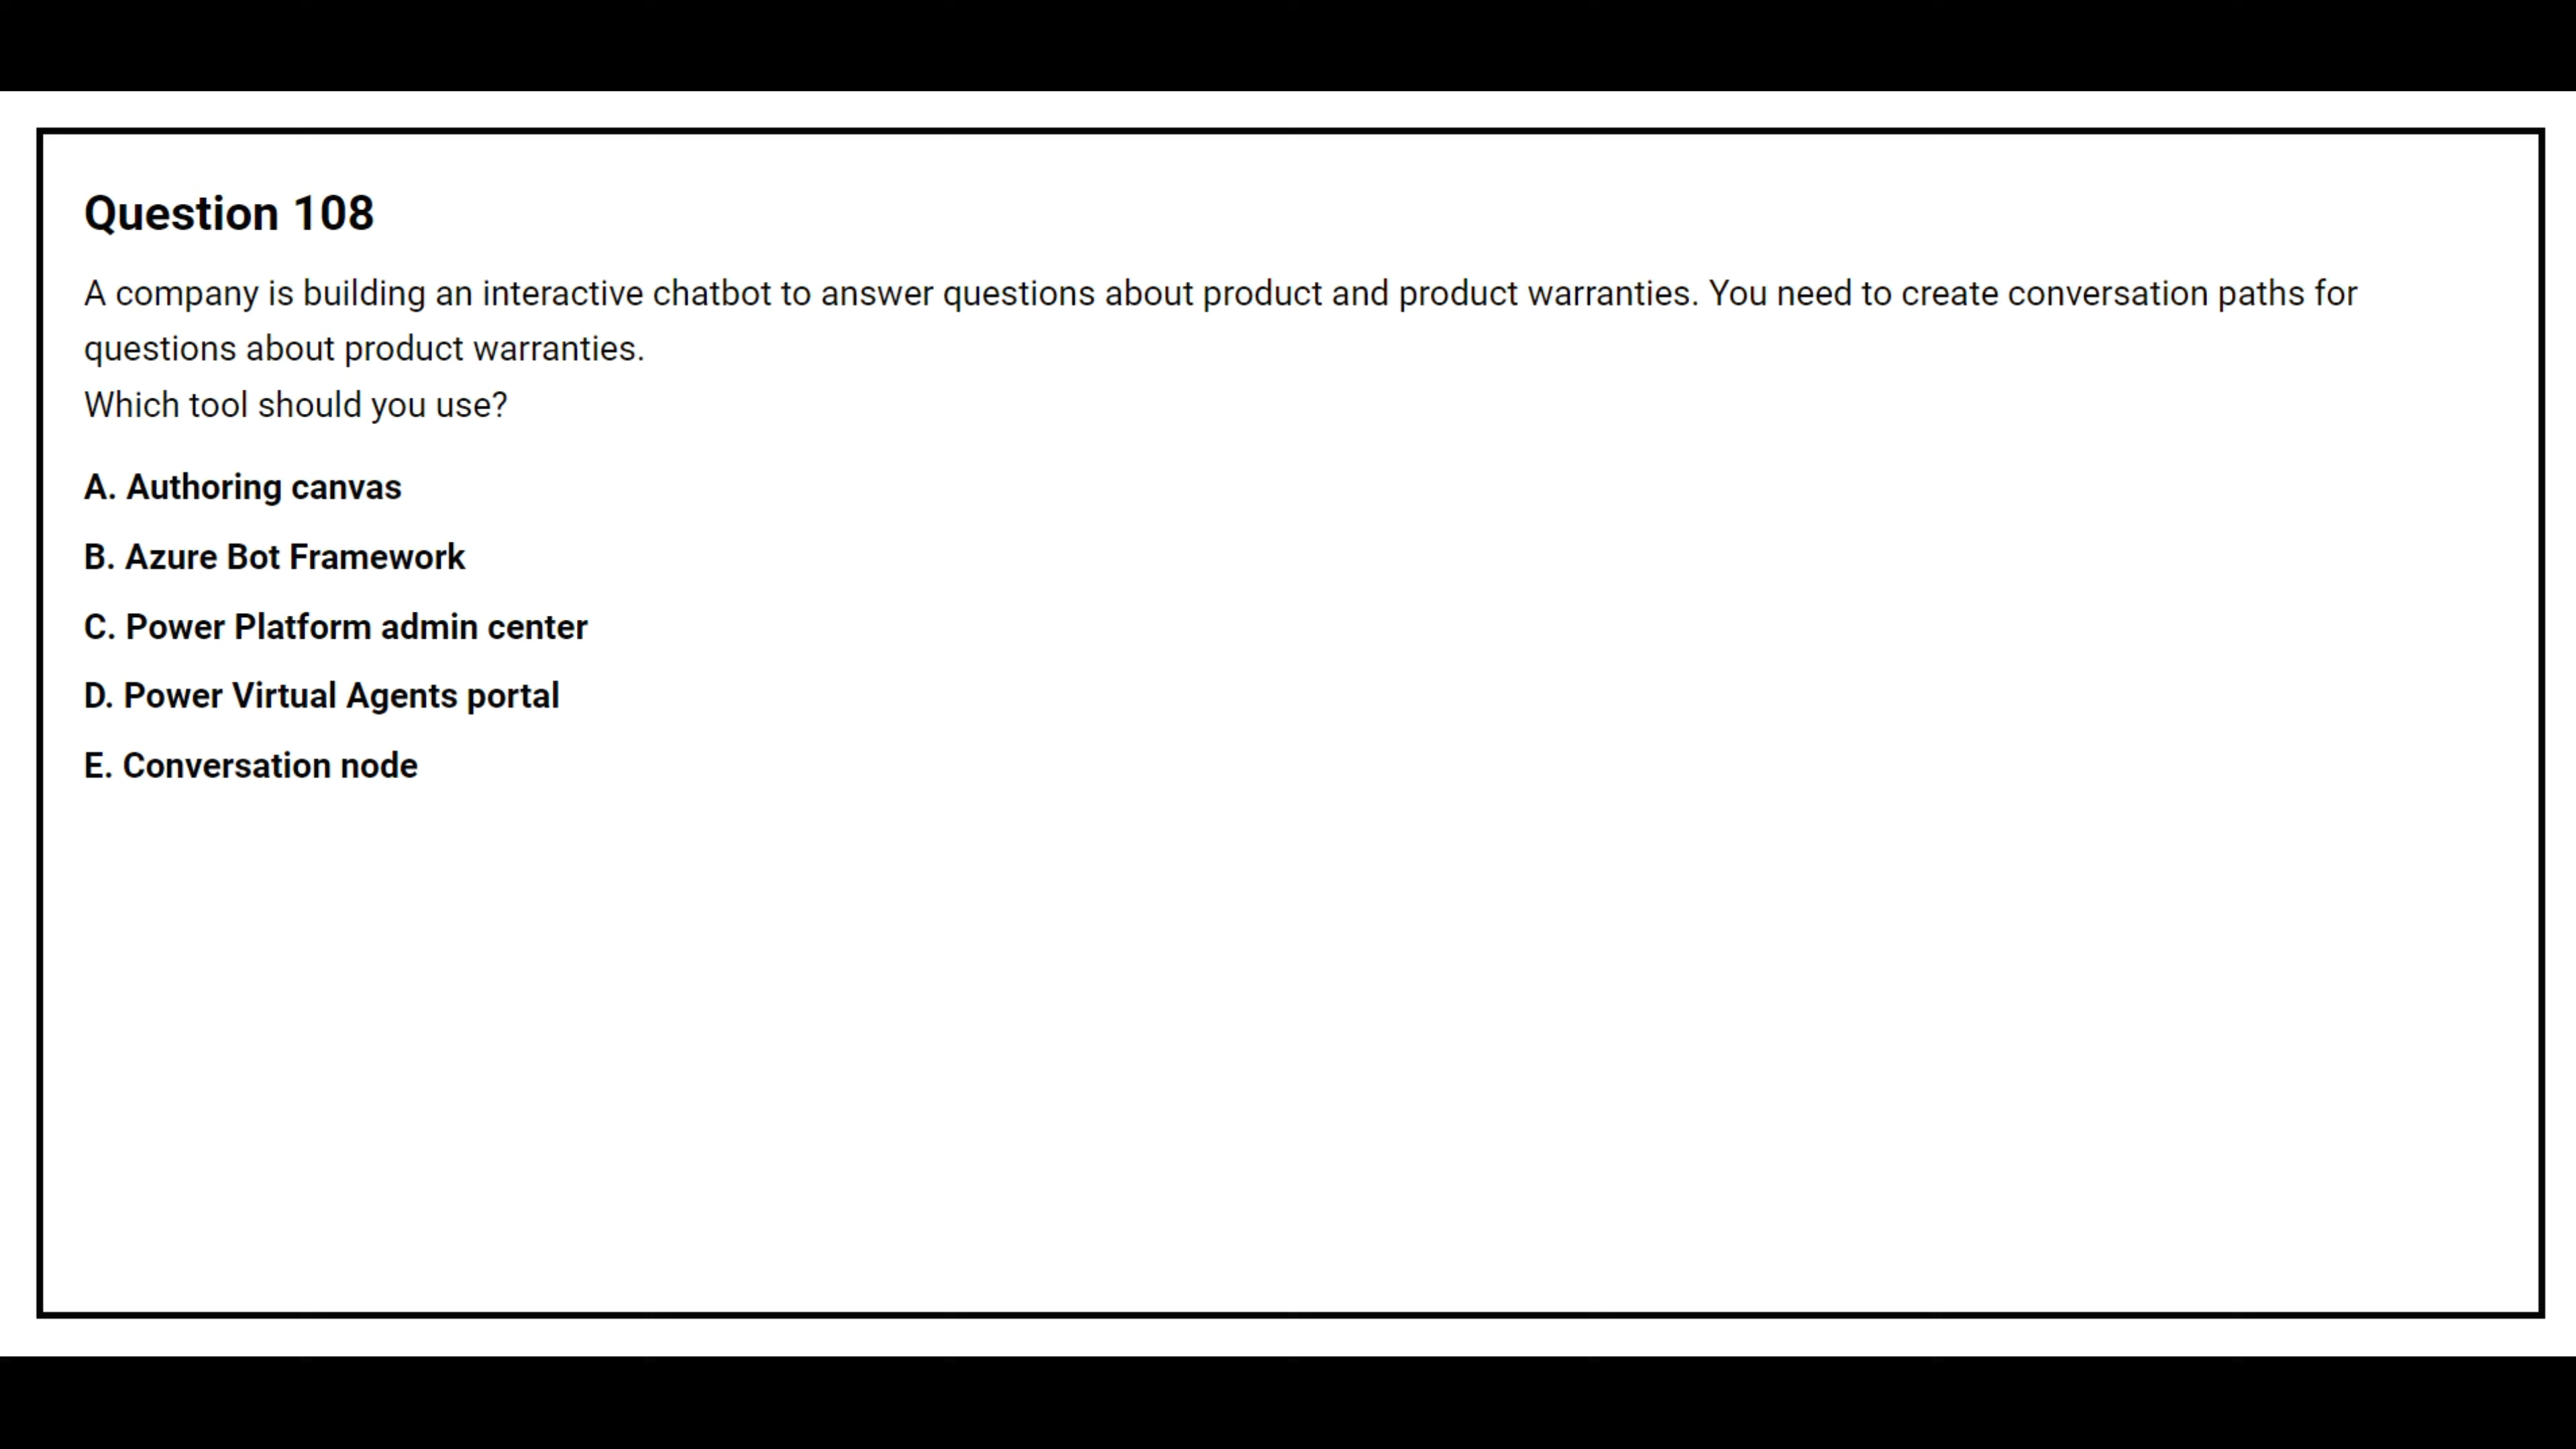 Question 108
A company is building an interactive chatbot to answer questions about product and product warranties. You need to create conversation paths for
questions about product warranties.
Which tool should you use?
A. Authoring canvas
B. Azure Bot Framework
C. Power Platform admin center
D. Power Virtual Agents portal
E. Conversation node